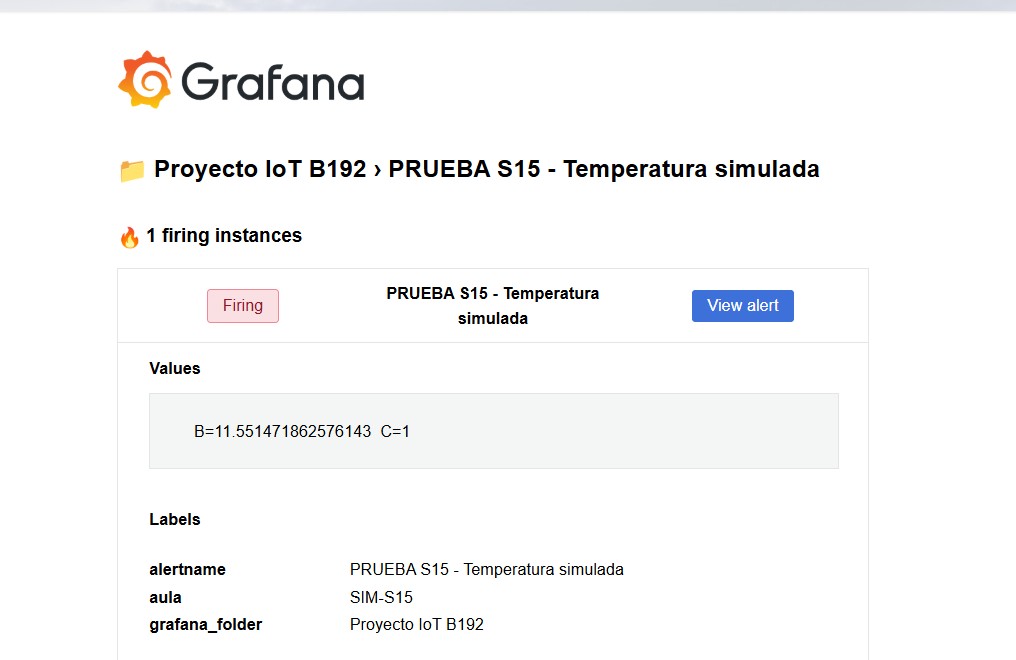 Grafana
Proyecto IoT B192 › PRUEBA S15 - Temperatura simulada
1 firing instances
Firing
PRUEBA S15 - Temperatura
simulada
View alert
Values
B=11.551471862576143  C=1
Labels
alertname PRUEBA S15 - Temperatura simulada
aula SIM-S15
grafana_folder Proyecto IoT B192